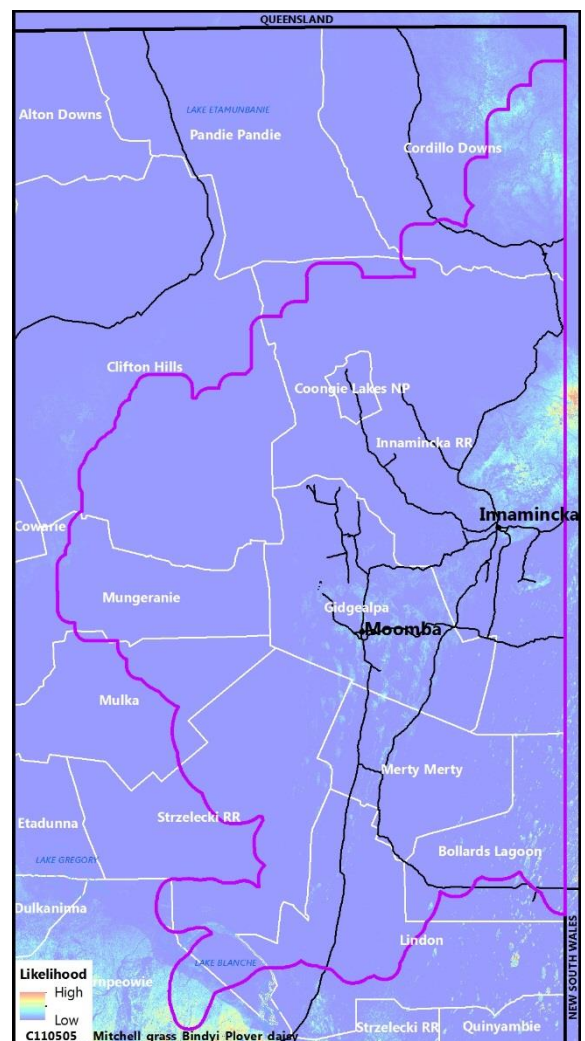 QUEENSLAND
LAKE ETAMUNBANIE
Alton Downs
Pandie Pandie
Cordillo Downs
Clifton Hills
Coongie Lakes NP
Innamincka RR
Innamincka
Cowarie
Mungeranie
Gidgealpa
Moomba
Mulka
Merty Merty
Etadunna
Strzelecki RR
Bollards Lagoon
LAKE GREGORY
Dulkaninna
Lindon
NEW SOUTH WALES
LAKE BLANCHE
Likelihood
High
Low
mpeowie
Strzelecki RR
Quinyambie
C110505 Mitchell grass Bindyi Plover daisy